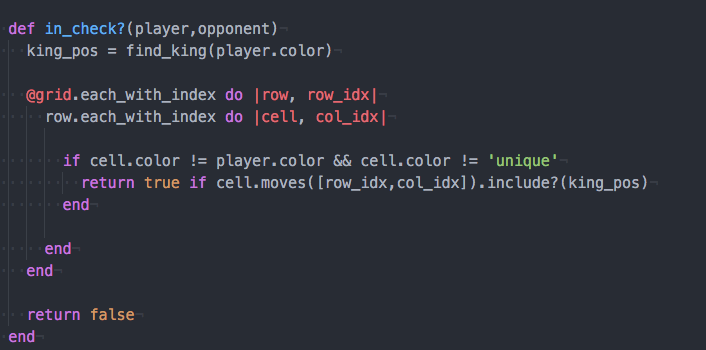 def in_check?(player,opponent)
  king_pos = find_king(player.color)

  @grid.each_with_index do |row, row_idx|
    row.each_with_index do |cell, col_idx|

      if cell.color != player.color && cell.color != 'unique'
        return true if cell.moves([row_idx,col_idx]).include?(king_pos)
      end

    end
  end

  return false
end